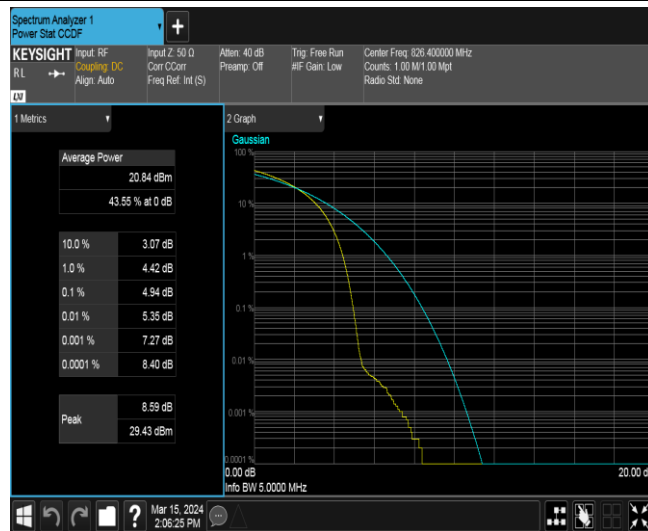 Spectrum Analyzer 1
Power Stat CCDF
+
KEYSIGHT
RL
LXI
Input: RF
Coupling: DC
Align: Auto
Input Z: 50 Ω
Corr CCorr
Freq Ref: Int (S)
Atten: 40 dB
Preamp: Off
Trig: Free Run
#IF Gain: Low
Center Freq: 826.400000 MHz
Counts: 1.00 M/1.00 Mpt
Radio Std: None
1 Metrics
Average Power
20.84 dBm
43.55 % at 0 dB
10.0 % 3.07 dB
1.0 % 4.42 dB
0.1 % 4.94 dB
0.01 % 5.35 dB
0.001 % 7.27 dB
0.0001 % 8.40 dB
Peak
8.59 dB
29.43 dBm
2 Graph
Gaussian
100 %
10 %
1 %
0.1 %
0.01 %
0.001 %
0.0001 %
0.00 dB
20.00 d
Info BW 5.0000 MHz
?
Mar 15, 2024
2:06:25 PM